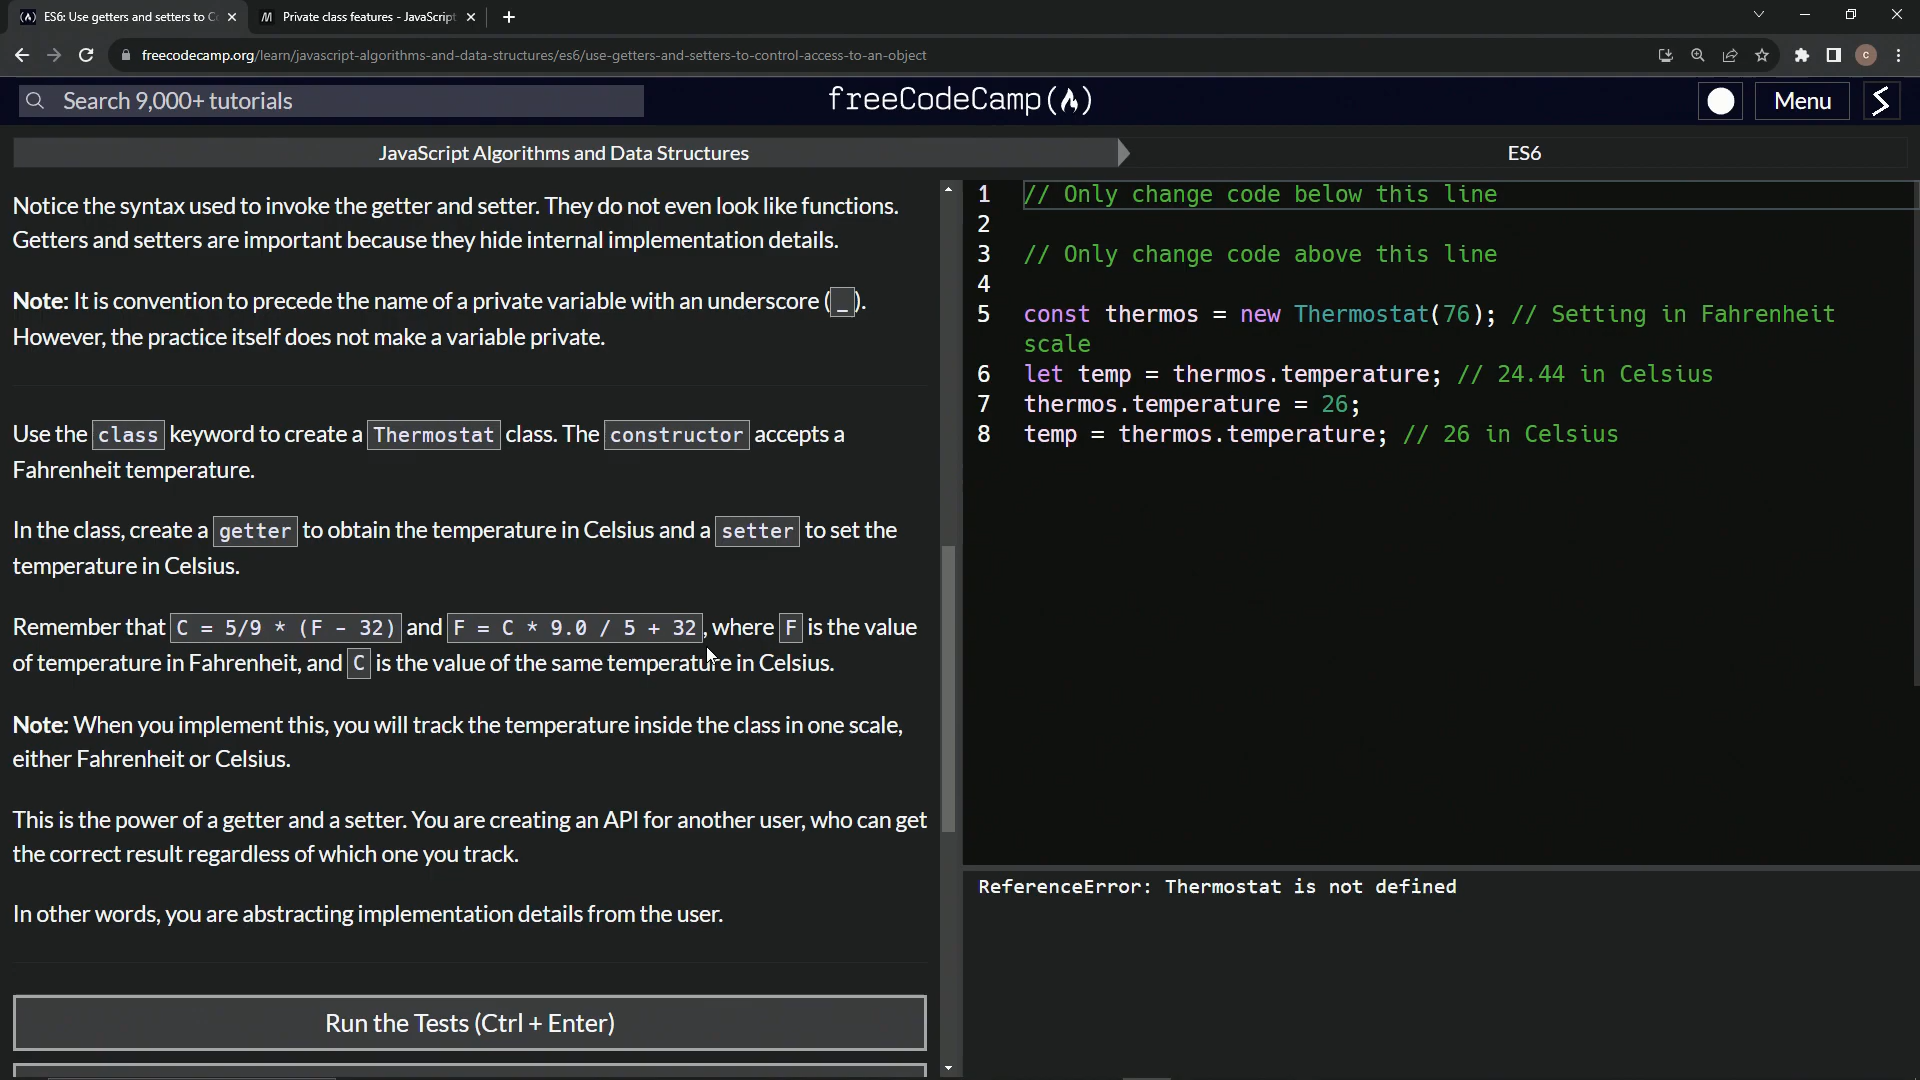 ES6: Use getters and setters to C
Private class features - JavaScript
freecodecamp.org/learn/javascript-algorithms-and-data-structures/es6/use-getters-and-setters-to-control-access-to-an-object
C
Search 9,000+ tutorials
freeCodeCamp
Menu
JavaScript Algorithms and Data Structures
ES6
Notice the syntax used to invoke the getter and setter. They do not even look like functions.
Getters and setters are important because they hide internal implementation details.
Note: It is convention to precede the name of a private variable with an underscore (_).
However, the practice itself does not make a variable private.
Use the class keyword to create a Thermostat class. The constructor accepts a
Fahrenheit temperature.
In the class, create a getter to obtain the temperature in Celsius and a setter to set the
temperature in Celsius.
Remember that C = 5/9 * (F - 32) and F = C * 9.0 / 5 + 32, where F is the value
of temperature in Fahrenheit, and C is the value of the same temperature in Celsius.
Note: When you implement this, you will track the temperature inside the class in one scale,
either Fahrenheit or Celsius.
This is the power of a getter and a setter. You are creating an API for another user, who can get
the correct result regardless of which one you track.
In other words, you are abstracting implementation details from the user.
Run the Tests (Ctrl + Enter)
1 // Only change code below this line
2
3 // Only change code above this line
4
5 const thermos = new Thermostat(76); // Setting in Fahrenheit
scale
6 let temp = thermos.temperature; // 24.44 in Celsius
7 thermos.temperature = 26;
8 temp = thermos.temperature; // 26 in Celsius
ReferenceError: Thermostat is not defined